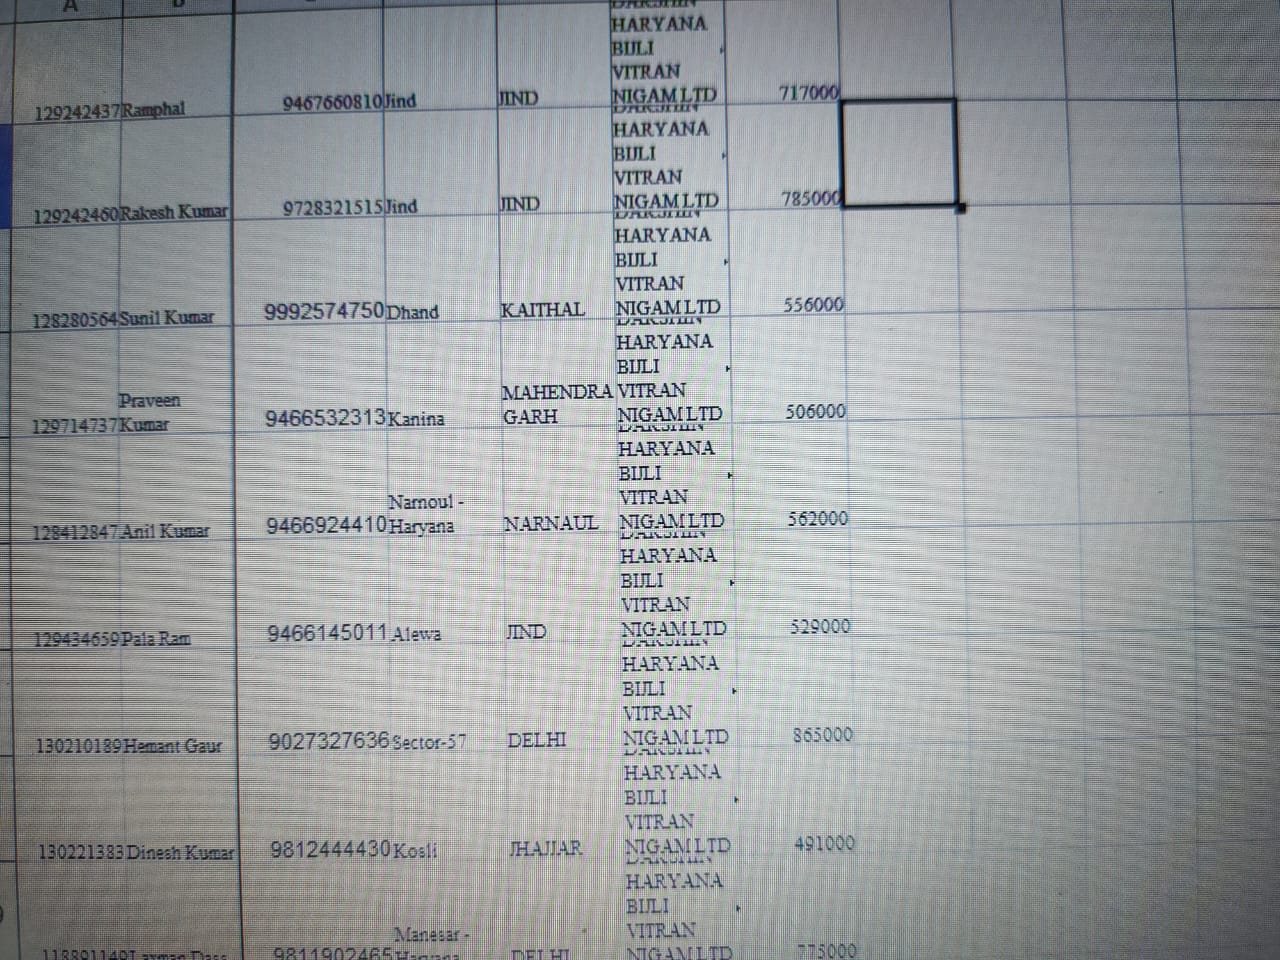 A B
DAKSHIN
HARYANA
BIJLI
VITRAN
129242437 Ramphal 9467660810 Jind JIND NIGAM LTD 717000
DAKSHIN
HARYANA
BIJLI
VITRAN
129242460 Rakesh Kumar 9728321515 Jind JIND NIGAM LTD 785000
DAKSHIN
HARYANA
BIJLI
VITRAN
128280564 Sunil Kumar 9992574750 Dhand KAITHAL NIGAM LTD 556000
DAKSHIN
HARYANA
BIJLI
Praveen MAHENDRA VITRAN
129714737 Kumar 9466532313 Kanina GARH NIGAM LTD 506000
DAKSHIN
HARYANA
BIJLI
Narnoul - VITRAN
128412847 Anil Kumar 9466924410 Haryana NARNAUL NIGAM LTD 562000
DAKSHIN
HARYANA
BIJLI
VITRAN
129434659 Pala Ram 9466145011 Alewa JIND NIGAM LTD 529000
DAKSHIN
HARYANA
BIJLI
VITRAN
130210189 Hemant Gaur 9027327636 Sector-57 DELHI NIGAM LTD 865000
DAKSHIN
HARYANA
BIJLI
VITRAN
130221383 Dinesh Kumar 9812444430 Kosli JHAJJAR NIGAM LTD 491000
DAKSHIN
HARYANA
BIJLI
Manesar - VITRAN
9811902465 Haryana DELHI NIGAM LTD 775000